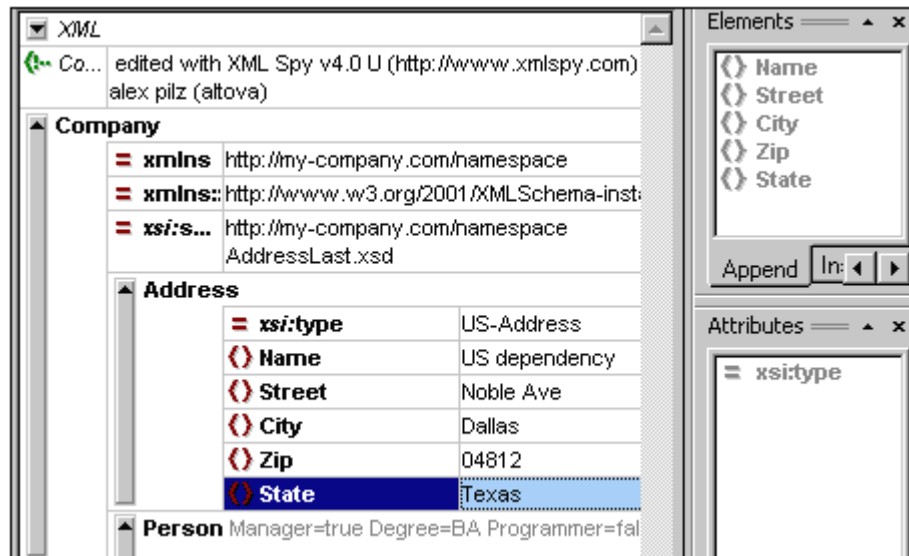 XML
Co... edited with XML Spy v4.0 U (http://www.xmlspy.com)
alex pilz (altova)
Company
= xmlns http://my-company.com/namespace
= xmlns: http://www.w3.org/2001/XMLSchema-inst
= xsi:s... http://my-company.com/namespace
AddressLast.xsd
Address
= xsi:type US-Address
Name US dependency
Street Noble Ave
City Dallas
Zip 04812
State Texas
Person Manager=true Degree=BA Programmer=fal
Elements
Name
Street
City
Zip
State
Append In
Attributes
= xsi:type